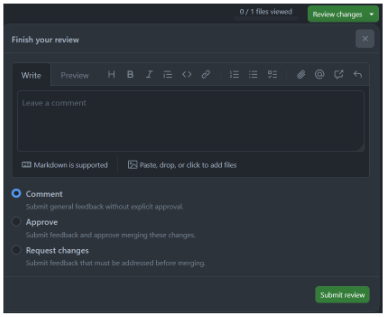 0 / 1 files viewed
Review changes
Finish your review
Write
Preview
Leave a comment
Markdown is supported
Paste, drop, or click to add files
Comment
Submit general feedback without explicit approval.
Approve
Submit feedback and approve merging these changes.
Request changes
Submit feedback that must be addressed before merging.
Submit review